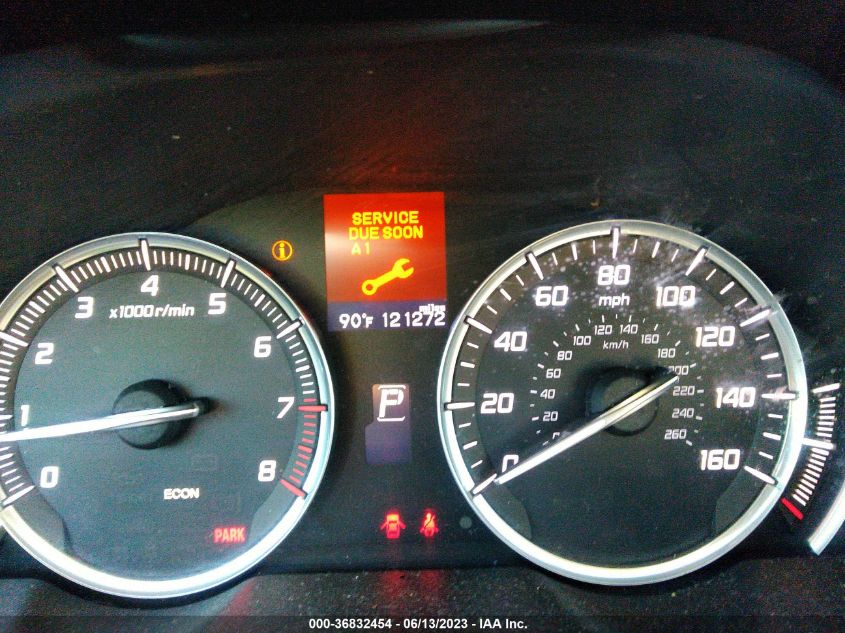 SERVICE
DUE SOON
A1
miles
90°F 121272
0 1 2 3 4 5 6 7 8
x1000r/min
ECON
PARK
P
0 20 40 60 80 100 120 140 160
mph
20 40 60 80 100 120 140 160 180 200 220 240 260
km/h
000-36832454 - 06/13/2023 - IAA Inc.